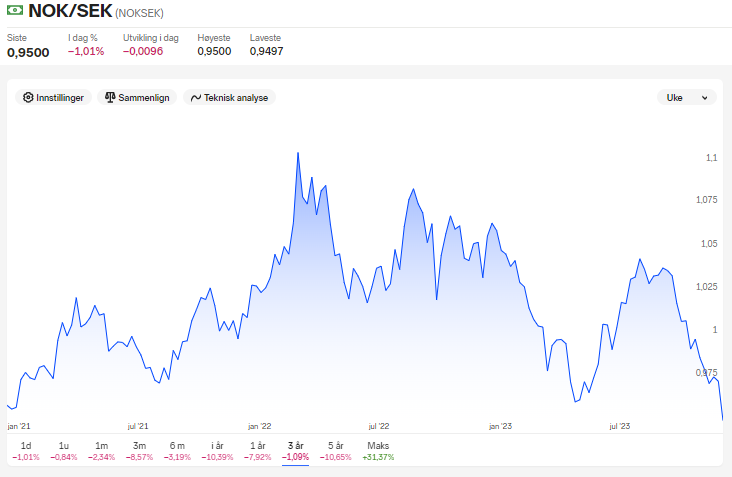 NOK/SEK (NOKSEK)
Siste I dag % Utvikling i dag Høyeste Laveste
0,9500 −1,01% −0,0096 0,9500 0,9497
Innstillinger Sammenlign Teknisk analyse Uke
1,1
1,075
1,05
1,025
1
0,975
jan '21 jul '21 jan '22 jul '22 jan '23 jul '23
1d 1u 1m 3m 6 m i år 1 år 3 år 5 år Maks
−1,01% −0,84% −2,34% −8,57% −3,19% −10,39% −7,92% −1,09% −10,65% +31,37%